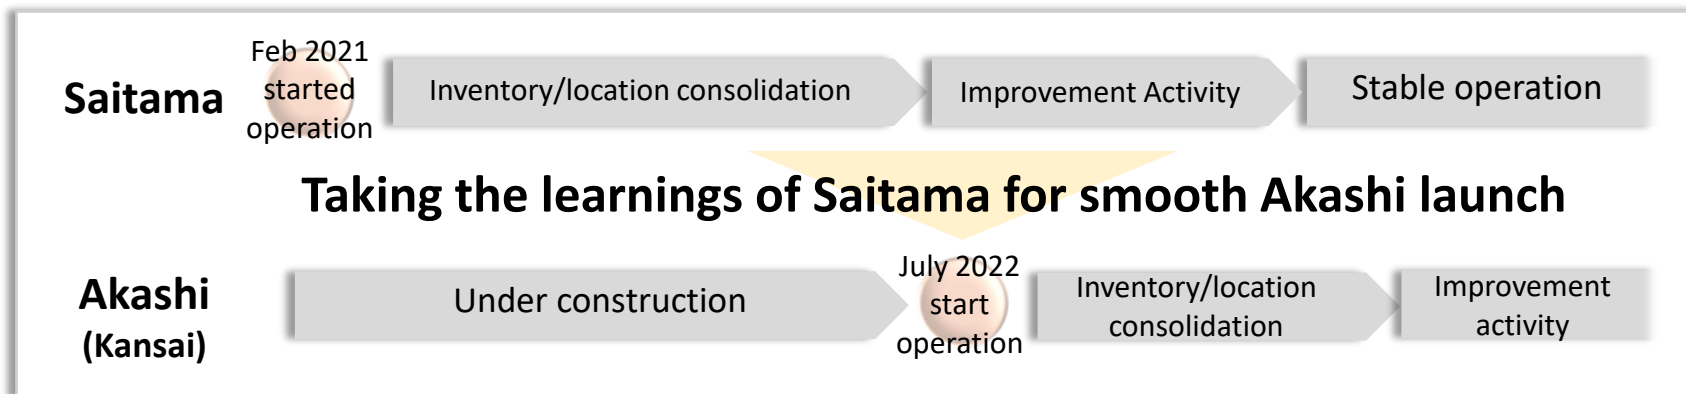 Saitama
Feb 2021
started
operation
Inventory/location consolidation
Improvement Activity
Stable operation
Taking the learnings of Saitama for smooth Akashi launch
Akashi
(Kansai)
Under construction
July 2022
start
operation
Inventory/location
consolidation
Improvement
activity